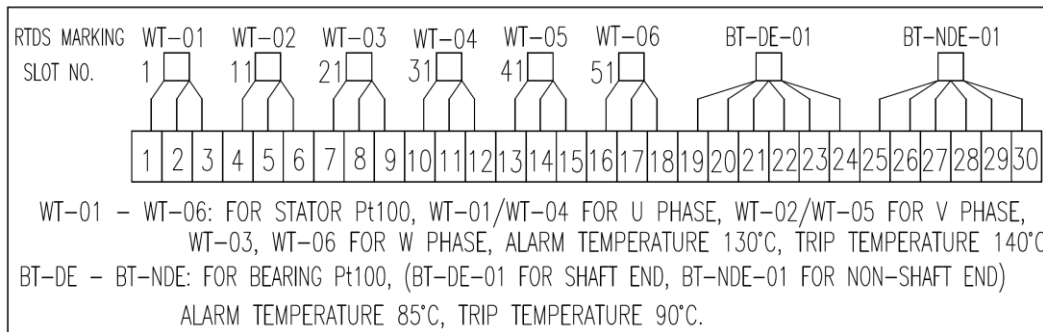 RTDS MARKING WT-01 WT-02 WT-03 WT-04 WT-05 WT-06 BT-DE-01 BT-NDE-01
SLOT NO. 1 11 21 31 41 51
1 2 3 4 5 6 7 8 9 10 11 12 13 14 15 16 17 18 19 20 21 22 23 24 25 26 27 28 29 30
WT-01 - WT-06: FOR STATOR Pt100, WT-01/WT-04 FOR U PHASE, WT-02/WT-05 FOR V PHASE,
WT-03, WT-06 FOR W PHASE, ALARM TEMPERATURE 130°C, TRIP TEMPERATURE 140°C
BT-DE - BT-NDE: FOR BEARING Pt100, (BT-DE-01 FOR SHAFT END, BT-NDE-01 FOR NON-SHAFT END)
ALARM TEMPERATURE 85°C, TRIP TEMPERATURE 90°C.